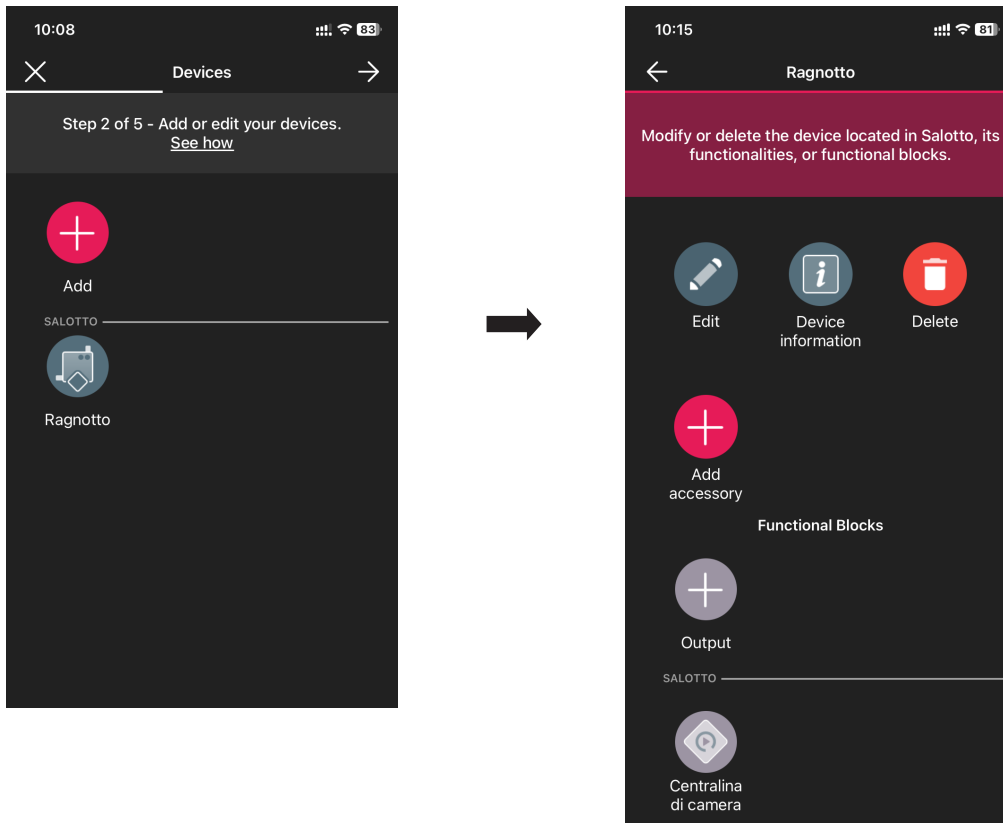 10:08
83
Devices
Step 2 of 5 - Add or edit your devices.
See how
Add
SALOTTO
Ragnotto
10:15
81
Ragnotto
Modify or delete the device located in Salotto, its
functionalities, or functional blocks.
Edit
Device
information
Delete
Add
accessory
Functional Blocks
Output
SALOTTO
Centralina
di camera